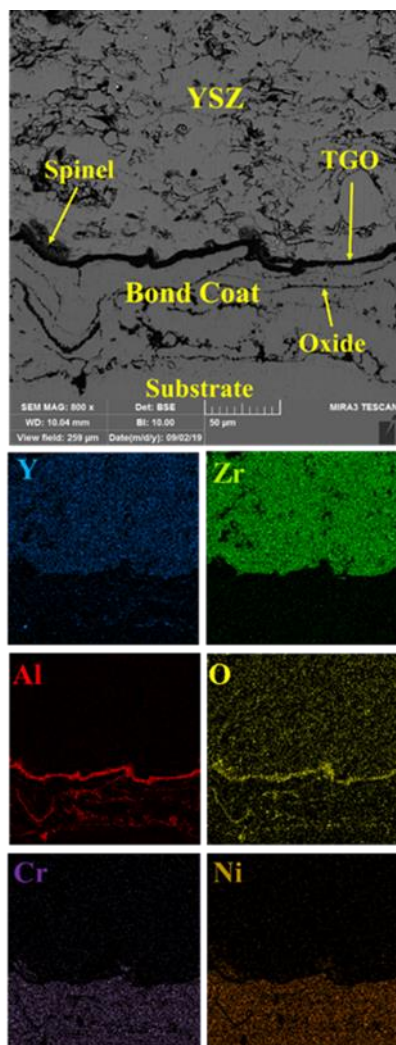 YSZ
Spinel
TGO
Bond Coat
Oxide
Substrate
SEM MAG: 800 x Det: BSE MIRA3 TESCAN
WD: 10.04 mm BI: 10.00 50 µm
View field: 259 µm Date(m/d/y): 09/02/19
Y Zr
Al O
Cr Ni